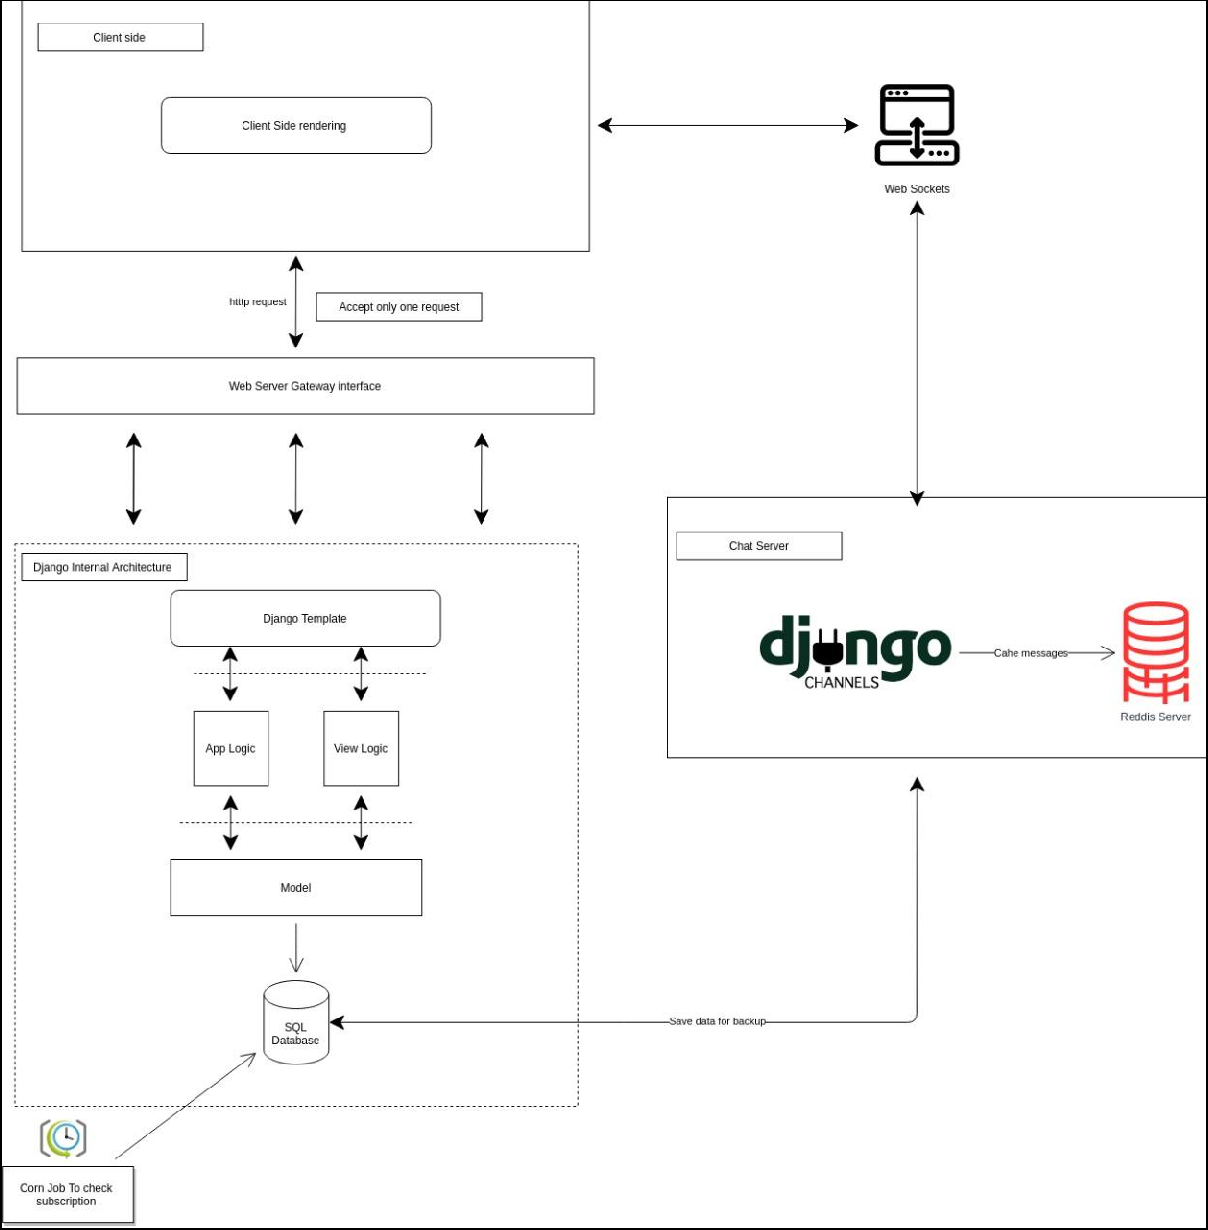 Client side
Client Side rendering
Web Sockets
http request
Accept only one request
Web Server Gateway interface
Django Internal Architecture
Django Template
App Logic
View Logic
Model
SQL
Database
Chat Server
django
CHANNELS
Cahe messages
Reddis Server
Save data for backup
Corn Job To check
subscription